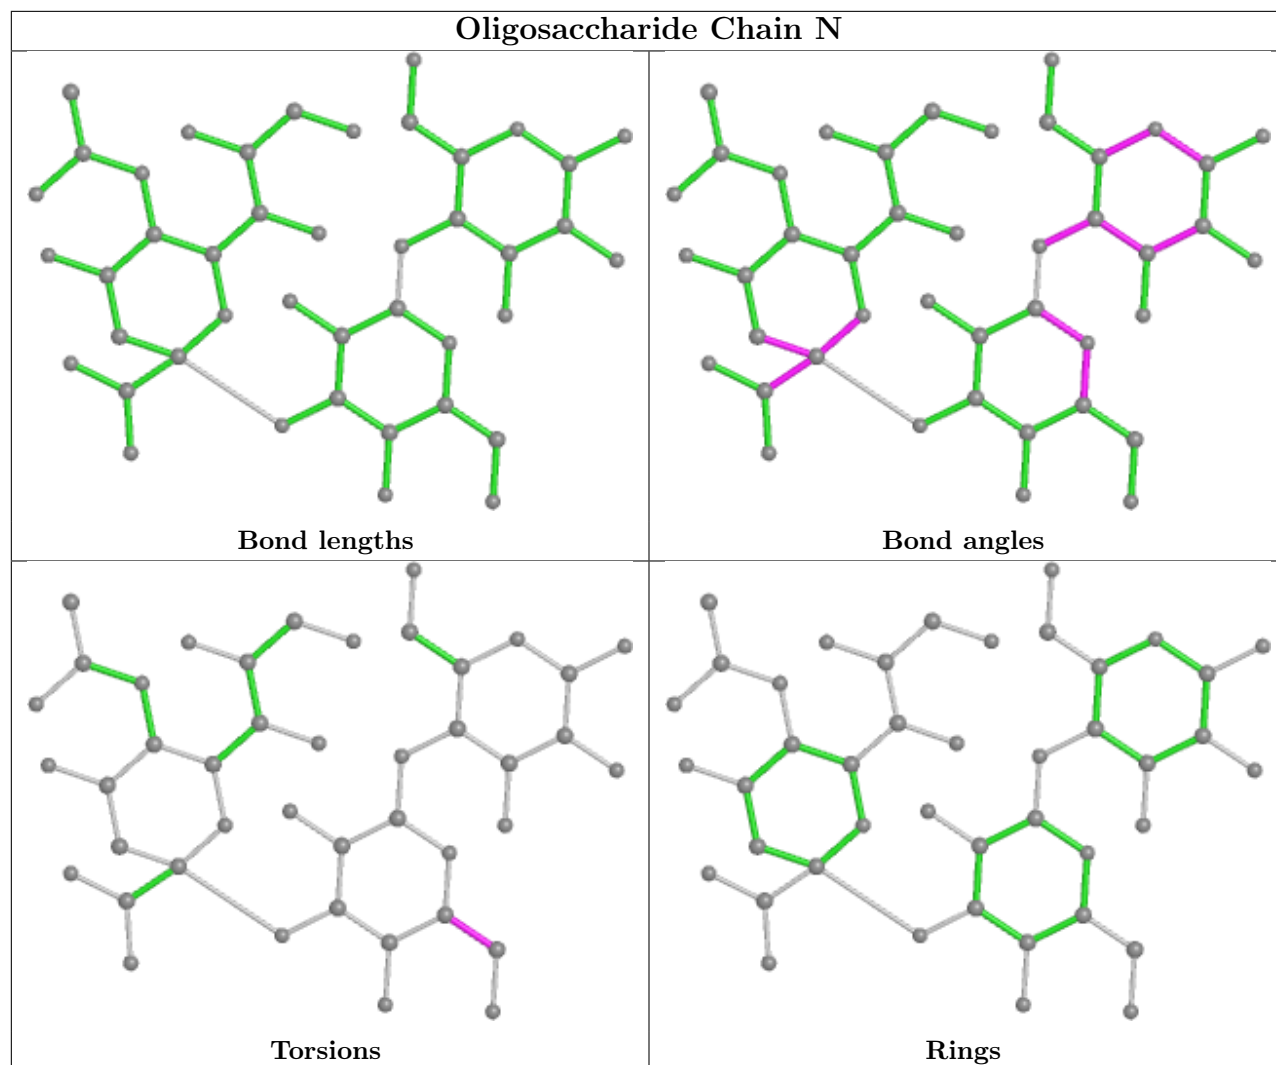 Oligosaccharide Chain N
Bond lengths
Bond angles
Torsions
Rings